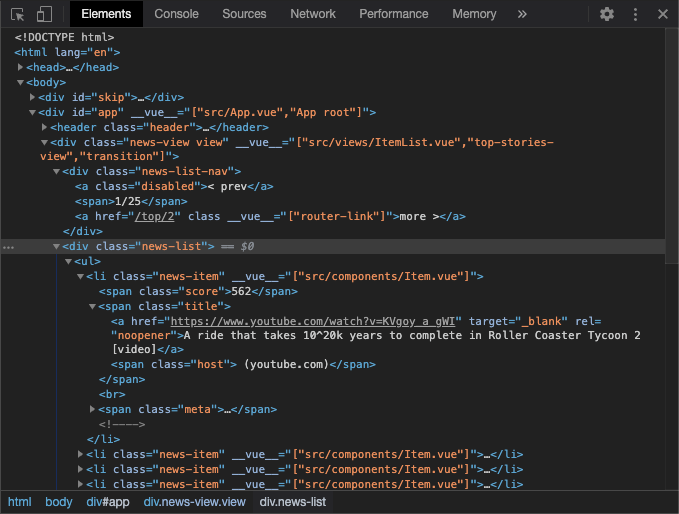 Elements Console Sources Network Performance Memory »
<!DOCTYPE html>
<html lang="en">
<head>…</head>
<body>
<div id="skip">…</div>
<div id="app" __vue__="["src/App.vue","App root"]">
<header class="header">…</header>
<div class="news-view view" __vue__="["src/views/ItemList.vue","top-stories-
view","transition"]">
<div class="news-list-nav">
<a class="disabled">< prev</a>
<span>1/25</span>
<a href="/top/2" class __vue__="["router-link"]">more ></a>
</div>
… <div class="news-list"> == $0
<ul>
<li class="news-item" __vue__="["src/components/Item.vue"]">
<span class="score">562</span>
<span class="title">
<a href="https://www.youtube.com/watch?v=KVgoy_a_gWI" target="_blank" rel=
"noopener">A ride that takes 10^20k years to complete in Roller Coaster Tycoon 2
[video]</a>
<span class="host"> (youtube.com)</span>
</span>
<br>
<span class="meta">…</span>
<!---->
</li>
<li class="news-item" __vue__="["src/components/Item.vue"]">…</li>
<li class="news-item" __vue__="["src/components/Item.vue"]">…</li>
<li class="news-item" __vue__="["src/components/Item.vue"]">…</li>
html body div#app div.news-view.view div.news-list